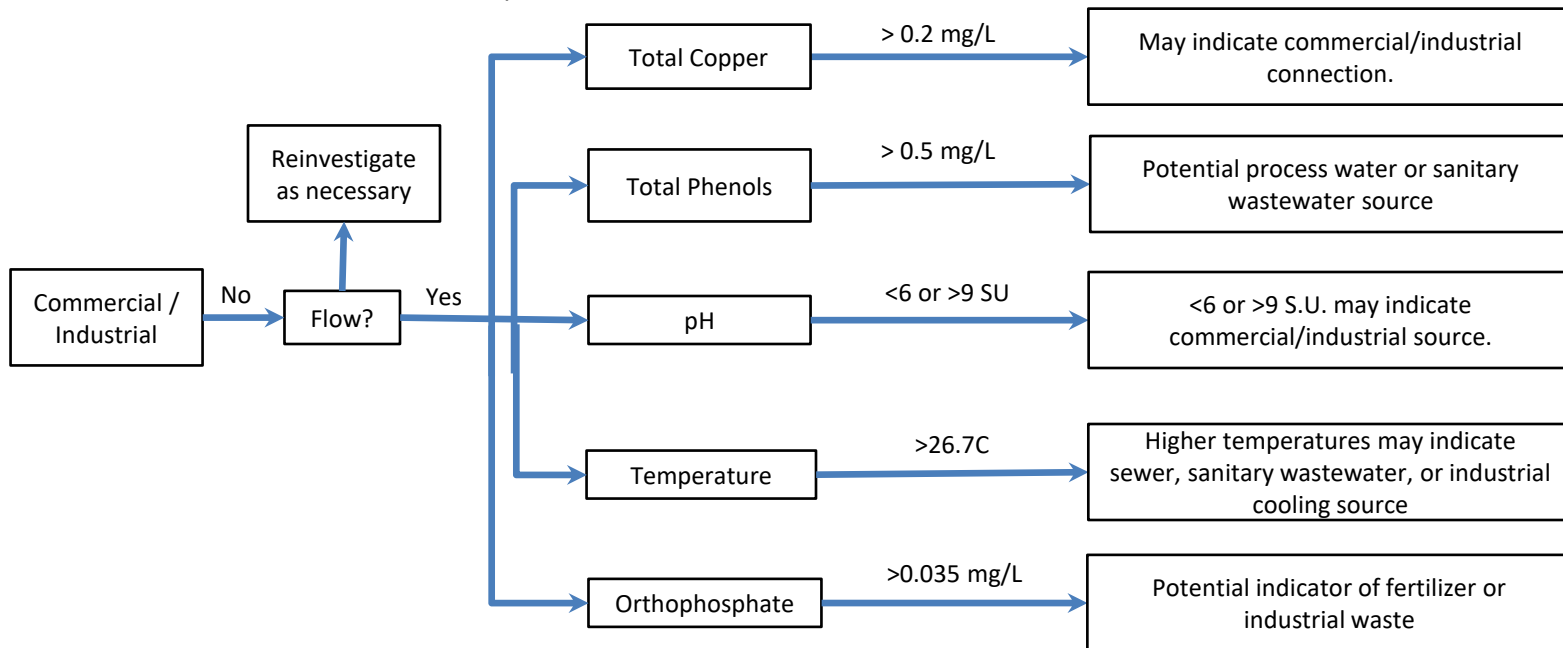 > 0.2 mg/L
Total Copper
May indicate commercial/industrial
connection.
Reinvestigate
as necessary
> 0.5 mg/L
Total Phenols
Potential process water or sanitary
wastewater source
Commercial /
Industrial
No
Flow?
Yes
<6 or >9 SU
pH
<6 or >9 S.U. may indicate
commercial/industrial source.
>26.7C
Temperature
Higher temperatures may indicate
sewer, sanitary wastewater, or industrial
cooling source
>0.035 mg/L
Orthophosphate
Potential indicator of fertilizer or
industrial waste